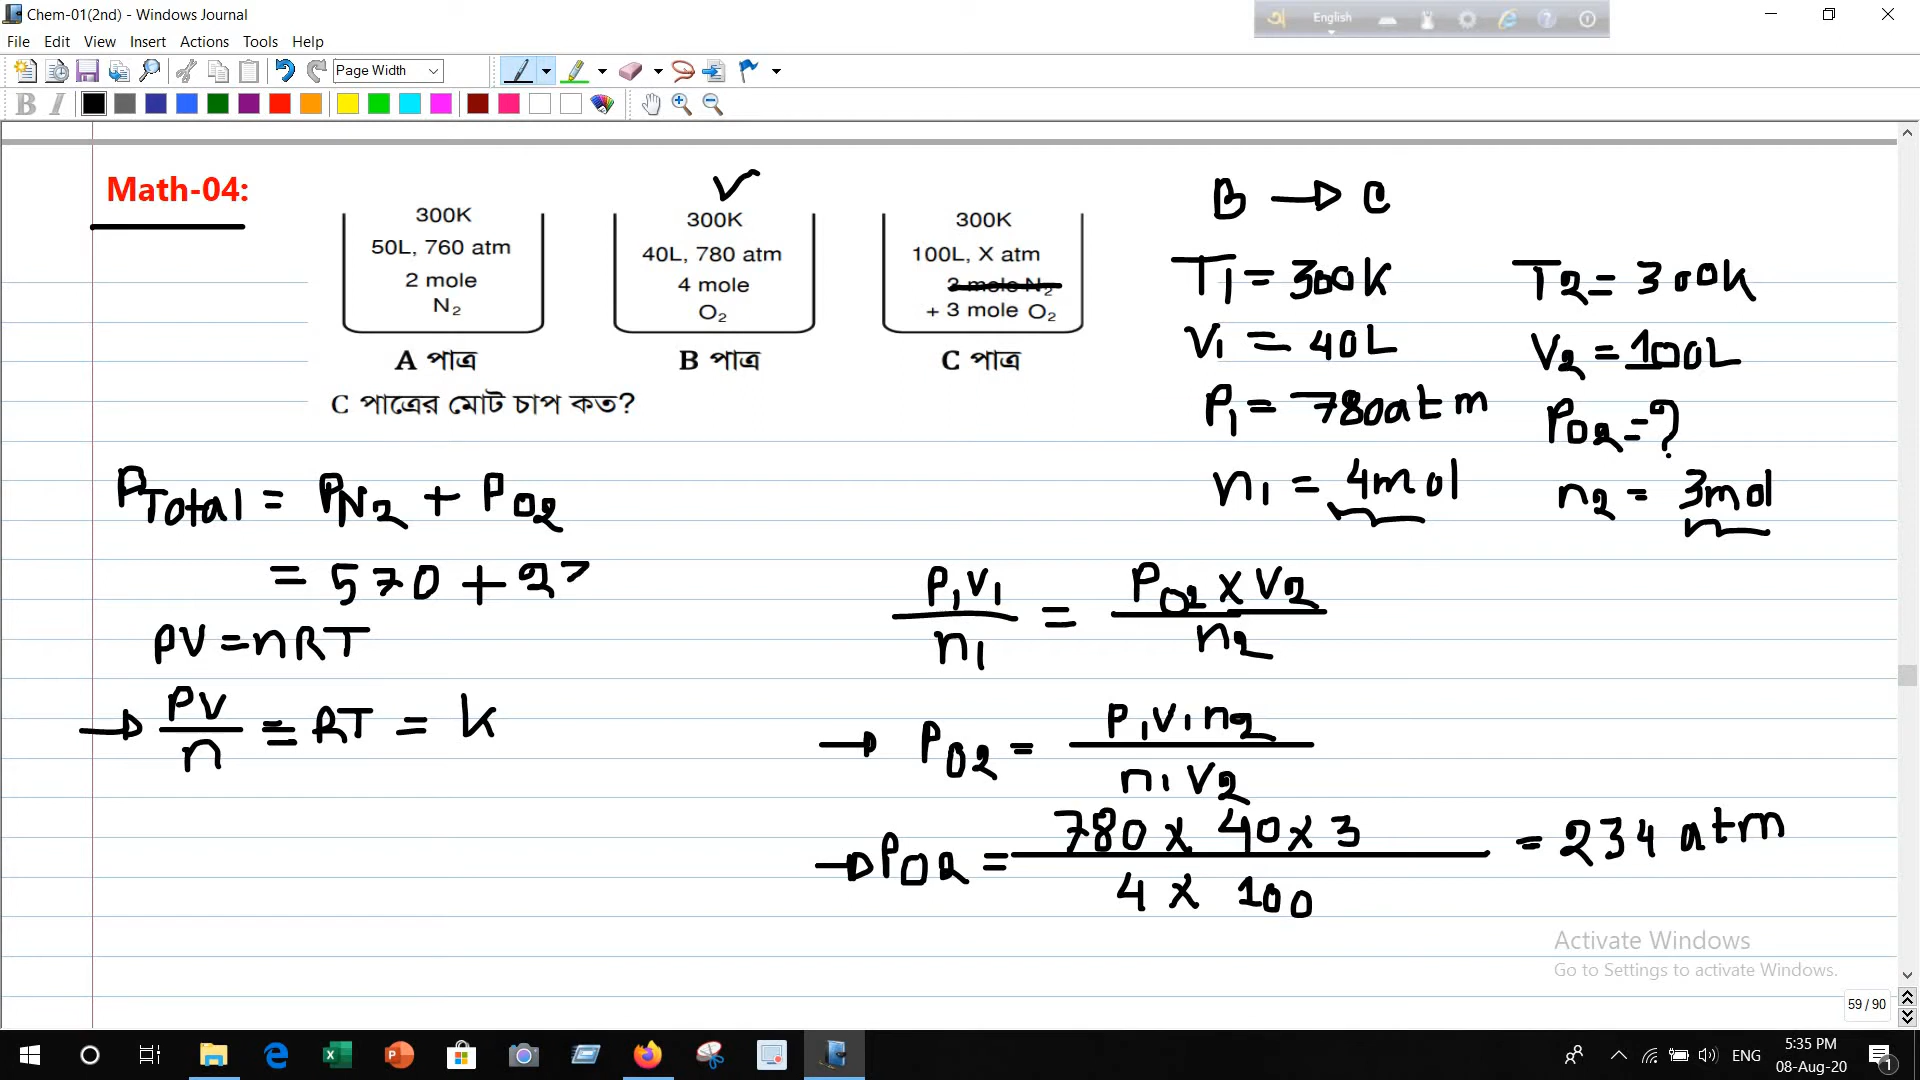 Chem-01(2nd) - Windows Journal
English
File Edit View Insert Actions Tools Help
Page Width
B I
Math-04:
300K
50L, 760 atm
2 mole
N₂
A পাত্র
300K
40L, 780 atm
4 mole
O₂
B পাত্র
300K
100L, X atm
3 mole N₂
+ 3 mole O₂
C পাত্র
C পাত্রের মোট চাপ কত?
B → C
T1 = 300K T2 = 300K
V1 = 40L V2 = 100L
P1 = 780atm PO2 = ?
n1 = 4mol n2 = 3mol
PTotal = PN2 + PO2
= 570 + 2
PV = nRT
→ PV/n = RT = K
P1V1/n1 = PO2 × V2/n2
→ PO2 = P1V1n2/n1V2
→ PO2 = 780 × 40 × 3/4 × 100 = 234 atm
Activate Windows
Go to Settings to activate Windows.
59 / 90
ENG
5:35 PM
08-Aug-20
1